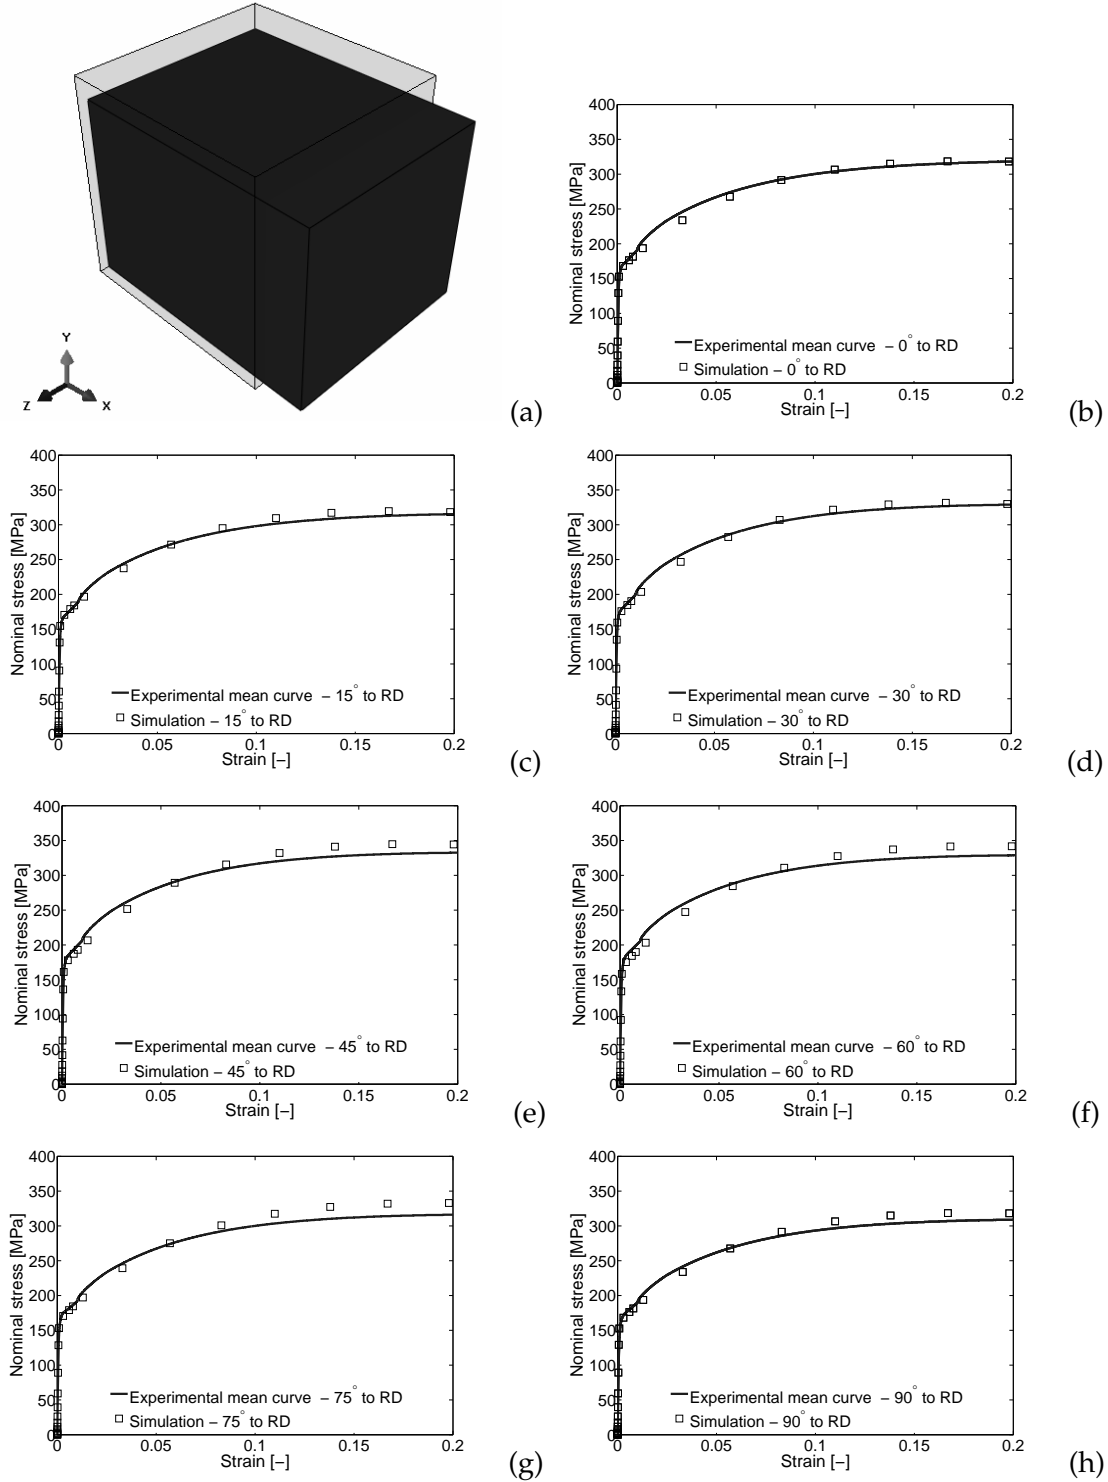 Y
Z
X
(a)
400
350
300
250
200
150
100
50
0
Nominal stress [MPa]
Experimental mean curve – 0° to RD
Simulation – 0° to RD
0 0.05 0.1 0.15 0.2
Strain [–]
(b)
400
350
300
250
200
150
100
50
0
Nominal stress [MPa]
Experimental mean curve – 15° to RD
Simulation – 15° to RD
0 0.05 0.1 0.15 0.2
Strain [–]
(c)
400
350
300
250
200
150
100
50
0
Nominal stress [MPa]
Experimental mean curve – 30° to RD
Simulation – 30° to RD
0 0.05 0.1 0.15 0.2
Strain [–]
(d)
400
350
300
250
200
150
100
50
0
Nominal stress [MPa]
Experimental mean curve – 45° to RD
Simulation – 45° to RD
0 0.05 0.1 0.15 0.2
Strain [–]
(e)
400
350
300
250
200
150
100
50
0
Nominal stress [MPa]
Experimental mean curve – 60° to RD
Simulation – 60° to RD
0 0.05 0.1 0.15 0.2
Strain [–]
(f)
400
350
300
250
200
150
100
50
0
Nominal stress [MPa]
Experimental mean curve – 75° to RD
Simulation – 75° to RD
0 0.05 0.1 0.15 0.2
Strain [–]
(g)
400
350
300
250
200
150
100
50
0
Nominal stress [MPa]
Experimental mean curve – 90° to RD
Simulation – 90° to RD
0 0.05 0.1 0.15 0.2
Strain [–]
(h)